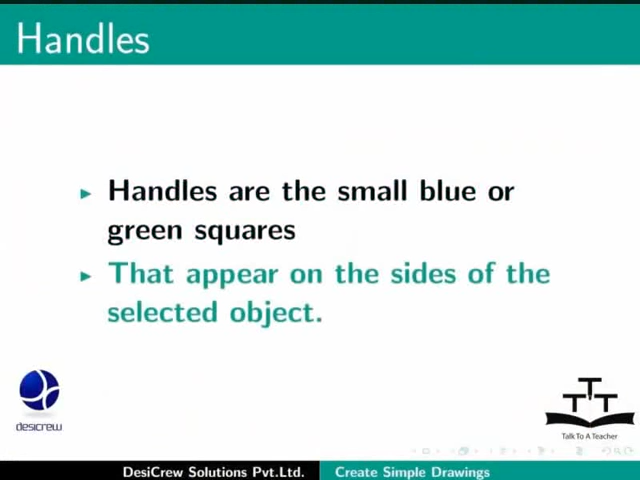 Handles
Handles are the small blue or
green squares
That appear on the sides of the
selected object.
desicrew
T T T
Talk To A Teacher
DesiCrew Solutions Pvt.Ltd. Create Simple Drawings